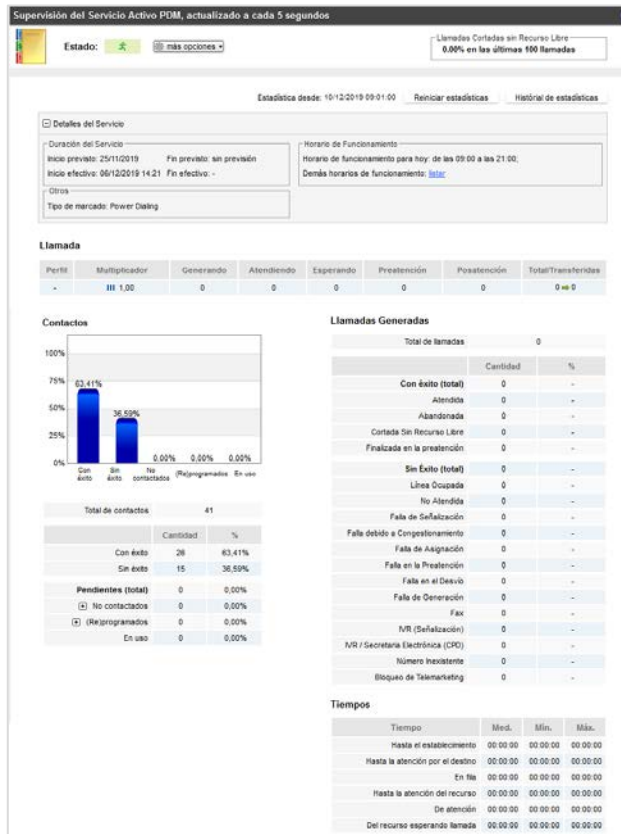 Supervisión del Servicio Activo PDM, actualizado a cada 5 segundos
Estado:
más opciones
Llamadas Cortadas sin Recurso Libre
0.00% en las últimas 100 llamadas
Estadística desde: 10/12/2019 09:01:00 Reiniciar estadísticas Histórial de estadísticas
Detalles del Servicio
Duración del Servicio
Inicio previsto: 25/11/2019 Fin previsto: sin previsión
Inicio efectivo: 06/12/2019 14:21 Fin efectivo: -
Horario de Funcionamiento
Horario de funcionamiento para hoy: de las 09:00 a las 21:00;
Demás horarios de funcionamiento: listar
Otros
Tipo de marcado: Power Dialing
Llamada
Perfil Multiplicador Generando Atendiendo Esperando Preatención Posatención Total/Transferidas
- 1,00 0 0 0 0 0 0 0
Contactos
100%
75%
50%
25%
0%
63,41%
36,59%
0,00% 0,00% 0,00%
Con éxito
Sin éxito
No contactados
(Re)programados
En uso
Total de contactos 41
Cantidad %
Con éxito 26 63,41%
Sin éxito 15 36,59%
Pendientes (total) 0 0,00%
No contactados 0 0,00%
(Re)programados 0 0,00%
En uso 0 0,00%
Llamadas Generadas
Total de llamadas 0
Cantidad %
Con éxito (total) 0 -
Atendida 0 -
Abandonada 0 -
Cortada Sin Recurso Libre 0 -
Finalizada en la preatención 0 -
Sin Éxito (total) 0 -
Línea Ocupada 0 -
No Atendida 0 -
Falla de Señalización 0 -
Falla debido a Congestionamiento 0 -
Falla de Asignación 0 -
Falla en la Preatención 0 -
Falla en el Desvío 0 -
Falla de Generación 0 -
Fax 0 -
IVR (Señalización) 0 -
IVR / Secretaria Electrónica (CPD) 0 -
Número Inexistente 0 -
Bloqueo de Telemarketing 0 -
Tiempos
Tiempo Med. Mín. Máx.
Hasta el establecimiento 00:00:00 00:00:00 00:00:00
Hasta la atención por el destino 00:00:00 00:00:00 00:00:00
En fila 00:00:00 00:00:00 00:00:00
Hasta la atención del recurso 00:00:00 00:00:00 00:00:00
De atención 00:00:00 00:00:00 00:00:00
Del recurso esperando llamada 00:00:00 00:00:00 00:00:00